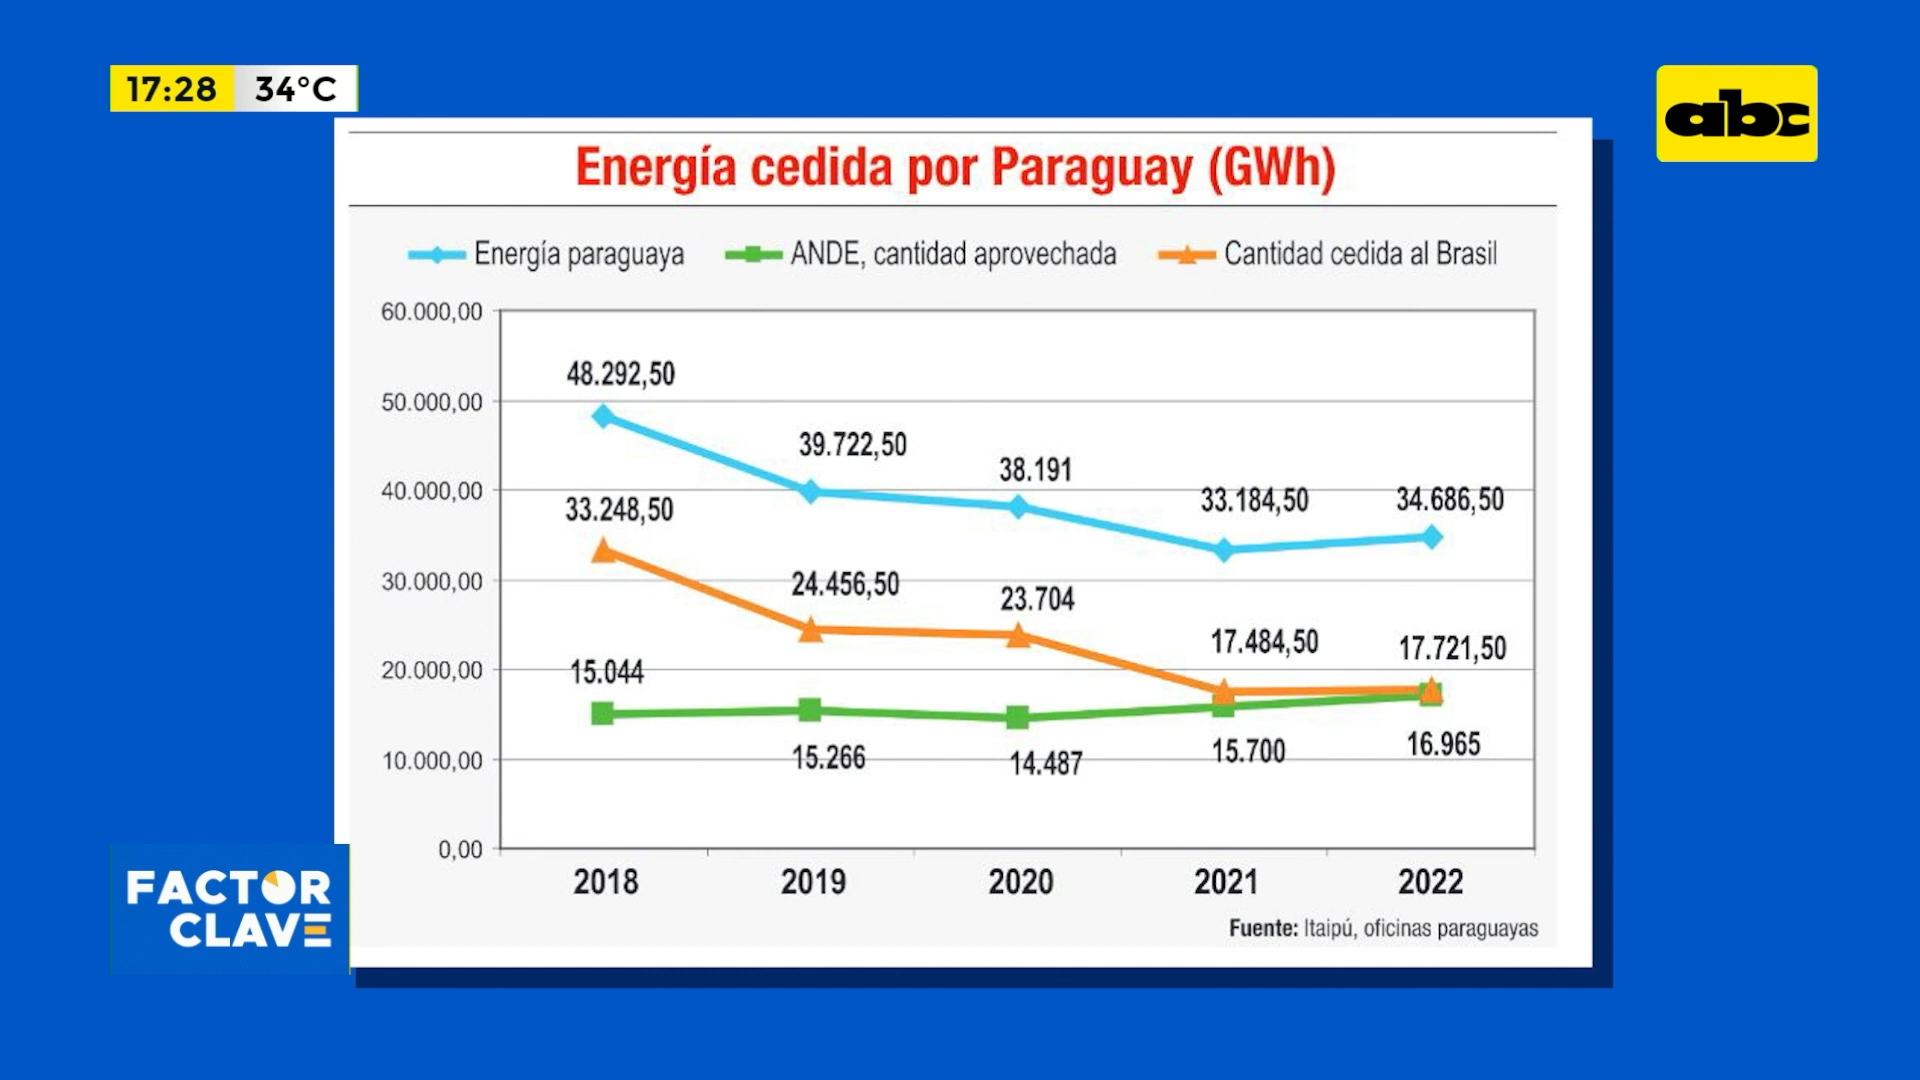 17:28 34°C
abc
Energía cedida por Paraguay (GWh)
Energía paraguaya ANDE, cantidad aprovechada Cantidad cedida al Brasil
60.000,00
48.292,50
50.000,00
39.722,50
38.191
40.000,00
33.184,50 34.686,50
33.248,50
30.000,00
24.456,50
23.704
17.484,50 17.721,50
20.000,00
15.044
10.000,00
15.266 14.487 15.700 16.965
0,00
2018 2019 2020 2021 2022
Fuente: Itaipú, oficinas paraguayas
FACTOR
CLAVE